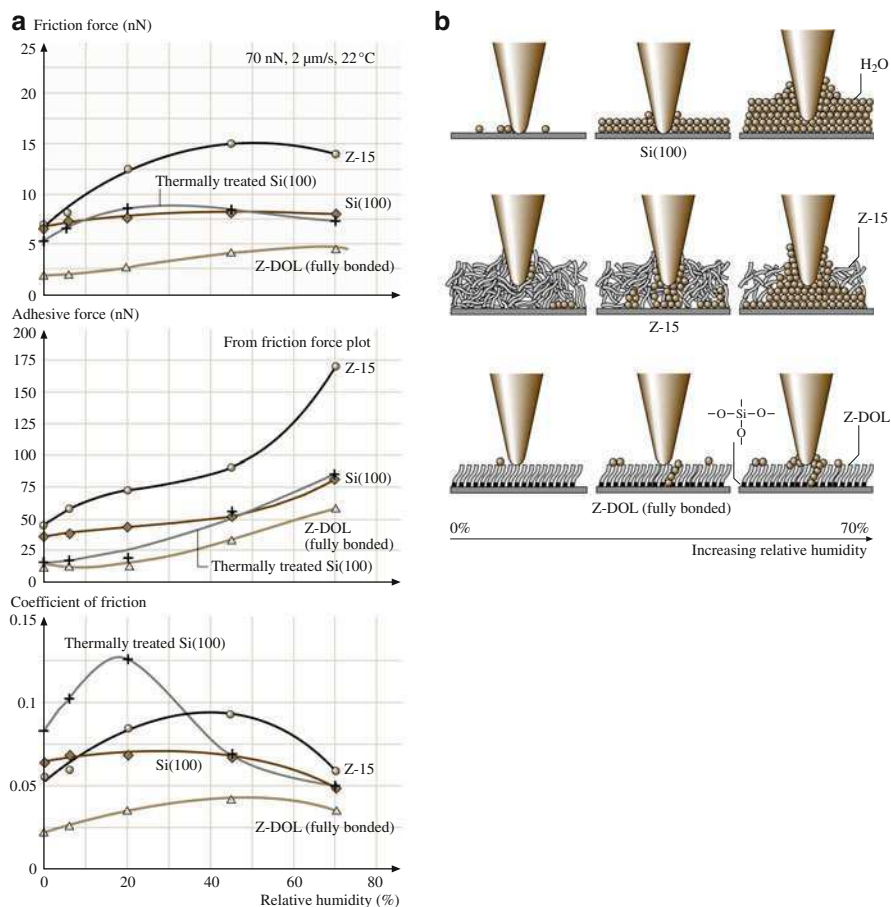 a
Friction force (nN)
25
20
15
10
5
0
70 nN, 2 μm/s, 22 °C
Z-15
Thermally treated Si(100)
Si(100)
Z-DOL (fully bonded)
Adhesive force (nN)
200
175
150
125
100
75
50
25
0
From friction force plot
Z-15
Si(100)
Z-DOL
(fully bonded)
Thermally treated Si(100)
Coefficient of friction
0.15
0.1
0.05
0
Thermally treated Si(100)
Si(100)
Z-15
Z-DOL (fully bonded)
0 20 40 60 80
Relative humidity (%)
b
H₂O
Si(100)
Z-15
Z-15
–O–Si–O–
O
Z-DOL
Z-DOL (fully bonded)
0% 70%
Increasing relative humidity